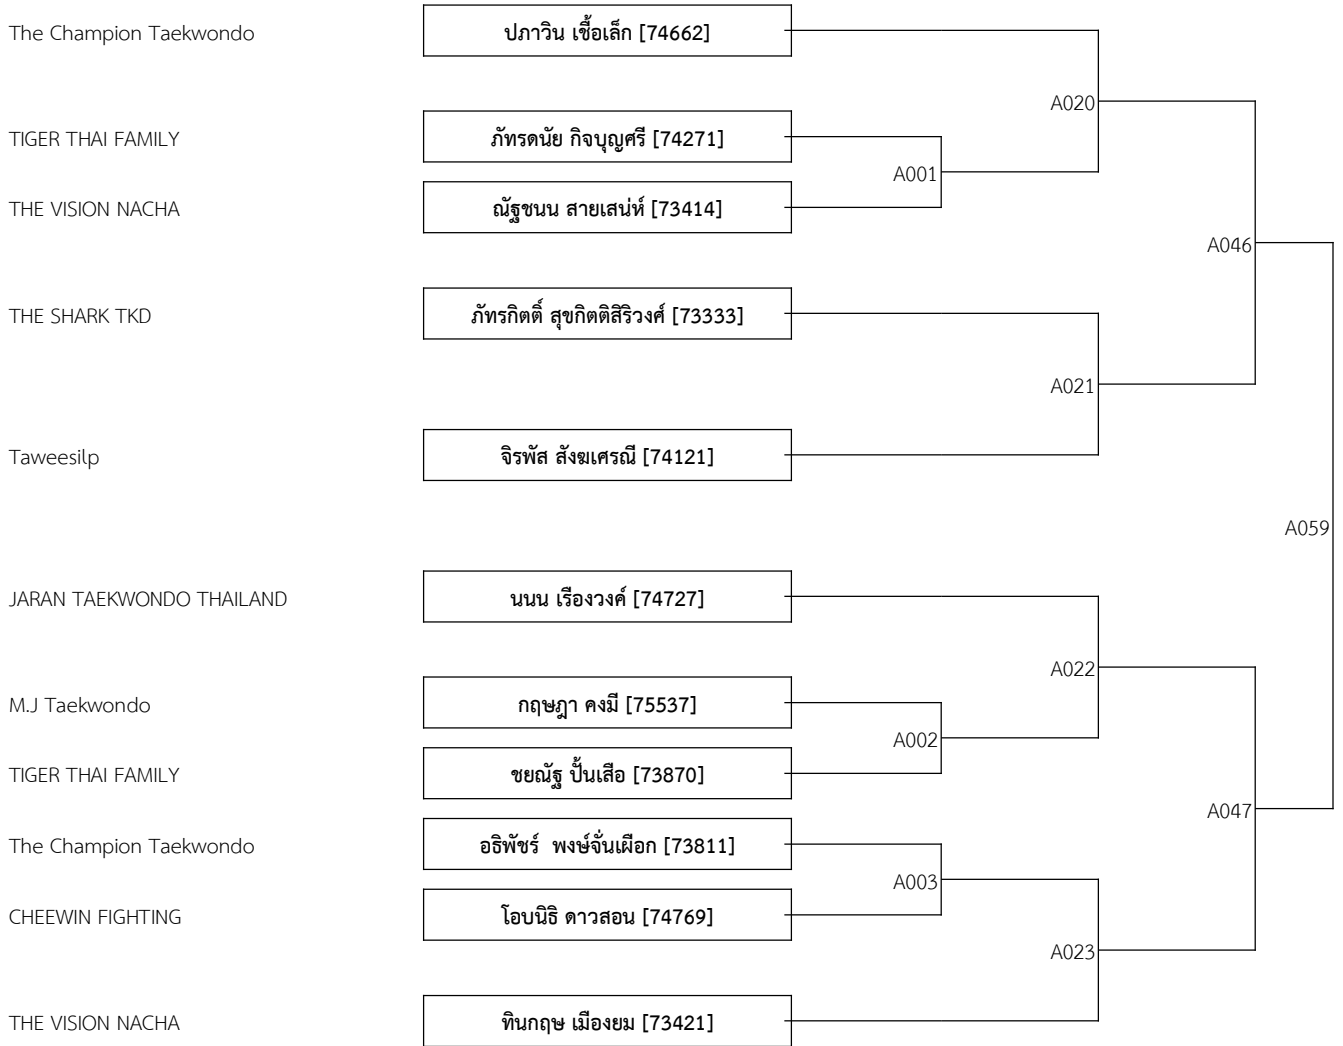 The Champion Taekwondo ปภาวิน เชื้อเล็ก [74662]
A020
TIGER THAI FAMILY ภัทรดนัย กิจบุญศรี [74271]
A001
THE VISION NACHA ณัฐชนน สายเสน่ห์ [73414]
A046
THE SHARK TKD ภัทรกิตติ์ สุขกิตติสิริวงศ์ [73333]
A021
Taweesilp จิรพัส สังฆเศรณี [74121]
A059
JARAN TAEKWONDO THAILAND นนน เรืองวงค์ [74727]
A022
M.J Taekwondo กฤษฎา คงมี [75537]
A002
TIGER THAI FAMILY ชยณัฐ ปั้นเสือ [73870]
A047
The Champion Taekwondo อธิพัชร์  พงษ์จั่นเผือก [73811]
A003
CHEEWIN FIGHTING โอบนิธิ ดาวสอน [74769]
A023
THE VISION NACHA ทินกฤษ เมืองยม [73421]